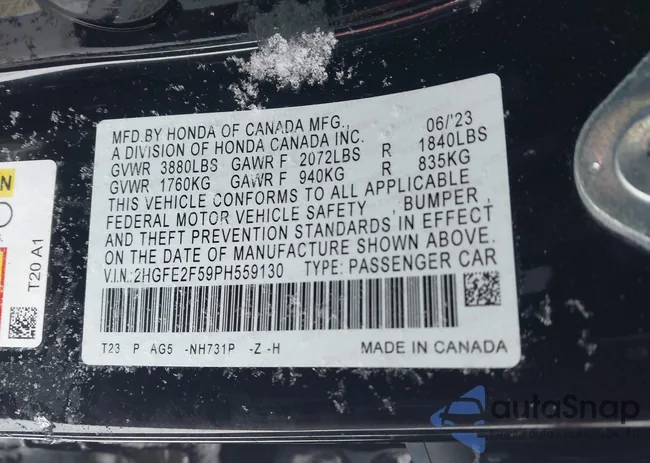 MFD.BY HONDA OF CANADA MFG., 06/'23
A DIVISION OF HONDA CANADA INC.
GVWR 3880LBS GAWR F 2072LBS R 1840LBS
GVWR 1760KG GAWR F 940KG R 835KG
THIS VEHICLE CONFORMS TO ALL APPLICABLE
FEDERAL MOTOR VEHICLE SAFETY , BUMPER,
AND THEFT PREVENTION STANDARDS IN EFFECT
ON THE DATE OF MANUFACTURE SHOWN ABOVE.
V.I.N.: 2HGFE2F59PH559130 TYPE: PASSENGER CAR
T23 P AG5 -NH731P -Z -H MADE IN CANADA
T20 A1
N
autoSnap